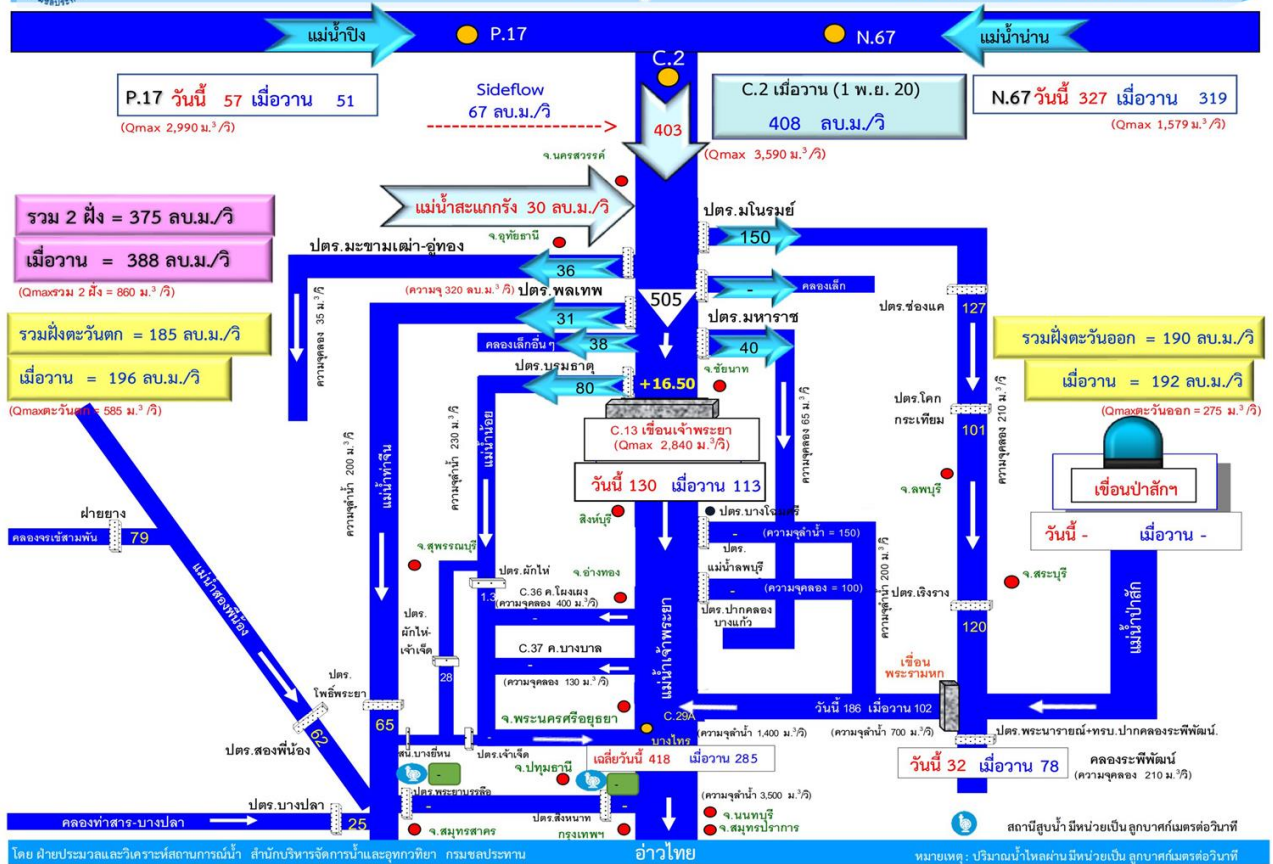 แม่น้ำปิง
P.17
N.67
แม่น้ำน่าน
C.2
P.17 วันนี้ 57 เมื่อวาน 51
(Qmax 2,990 ม.³/วิ)
Sideflow
67 ลบ.ม./วิ
403
C.2 เมื่อวาน (1 พ.ย. 20)
408 ลบ.ม./วิ
(Qmax 3,590 ม.³/วิ)
N.67 วันนี้ 327 เมื่อวาน 319
(Qmax 1,579 ม.³/วิ)
จ.นครสวรรค์
แม่น้ำสะแกกรัง 30 ลบ.ม./วิ
รวม 2 ฝั่ง = 375 ลบ.ม./วิ
เมื่อวาน = 388 ลบ.ม./วิ
(Qmaxรวม 2 ฝั่ง = 860 ม.³/วิ)
จ.อุทัยธานี
ปตร.มะขามเฒ่า-อู่ทอง
36
(ความจุ 320 ลบ.ม./วิ)
ปตร.มโนรมย์
150
-
คลองเล็ก
ปตร.พลเทพ
31
505
ปตร.มหาราช
40
คลองเล็กอื่น ๆ
38
ปตร.บรมธาตุ
80
+16.50
จ.ชัยนาท
ปตร.ช่องแค
127
รวมฝั่งตะวันตก = 185 ลบ.ม./วิ
เมื่อวาน = 196 ลบ.ม./วิ
(Qmaxตะวันตก = 585 ม.³/วิ)
รวมฝั่งตะวันออก = 190 ลบ.ม./วิ
เมื่อวาน = 192 ลบ.ม./วิ
(Qmaxตะวันออก = 275 ม.³/วิ)
ความจุคลอง 35 ม.³/วิ
ความจุลำน้ำ 200 ม.³/วิ
แม่น้ำท่าจีน
ความจุลำน้ำ 230 ม.³/วิ
แม่น้ำน้อย
C.13 เขื่อนเจ้าพระยา
(Qmax 2,840 ม.³/วิ)
วันนี้ 130 เมื่อวาน 113
ความจุคลอง 65 ม.³/วิ
ปตร.โคก
กระเทียม
101
ความจุคลอง 210 ม.³/วิ
จ.ลพบุรี
เขื่อนป่าสักฯ
วันนี้ - เมื่อวาน -
ฝายยาง
คลองจรเข้สามพัน
79
แม่น้ำสองพี่น้อง
จ.สุพรรณบุรี
สิงห์บุรี
ปตร.บางโฉมศรี
-
(ความจุลำน้ำ = 150)
ปตร.
แม่น้ำลพบุรี
-
(ความจุคลอง = 100)
ปตร.ปากคลอง
บางแก้ว
ความจุลำน้ำ 200 ม.³/วิ
ปตร.เริงราง
120
จ.สระบุรี
แม่น้ำป่าสัก
ปตร.ผักไห่
1.3
จ.อ่างทอง
C.36 ค.โผงเผง
(ความจุคลอง 400 ม.³/วิ)
-
ปตร.
ผักไห่-
เจ้าเจ็ด
28
C.37 ค.บางบาล
-
(ความจุคลอง 130 ม.³/วิ)
แม่น้ำเจ้าพระยา
เขื่อน
พระรามหก
ปตร.
โพธิ์พระยา
65
จ.พระนครศรีอยุธยา
C.29A
บางไทร
วันนี้ 186 เมื่อวาน 102
(ความจุลำน้ำ 1,400 ม.³/วิ)
(ความจุลำน้ำ 700 ม.³/วิ)
ปตร.พระนารายณ์+ทรบ.ปากคลองระพีพัฒน์.
วันนี้ 32 เมื่อวาน 78
คลองระพีพัฒน์
(ความจุคลอง 210 ม.³/วิ)
62
ปตร.สองพี่น้อง
สน.บางยี่หน
ปตร.เจ้าเจ็ด
เฉลี่ยวันนี้ 418 เมื่อวาน 285
จ.ปทุมธานี
-
-
ปตร.พระยาบรรลือ
-
-
ปตร.สิงหนาท
(ความจุลำน้ำ 3,500 ม.³/วิ)
ปตร.บางปลา
คลองท่าสาร-บางปลา
25
จ.สมุทรสาคร
กรุงเทพฯ
จ.นนทบุรี
จ.สมุทรปราการ
สถานีสูบน้ำ มีหน่วยเป็น ลูกบาศก์เมตรต่อวินาที
โดย ฝ่ายประมวลและวิเคราะห์สถานการณ์น้ำ สำนักบริหารจัดการน้ำและอุทกวิทยา กรมชลประทาน
อ่าวไทย
หมายเหตุ : ปริมาณน้ำไหลผ่าน มีหน่วยเป็น ลูกบาศก์เมตรต่อวินาที